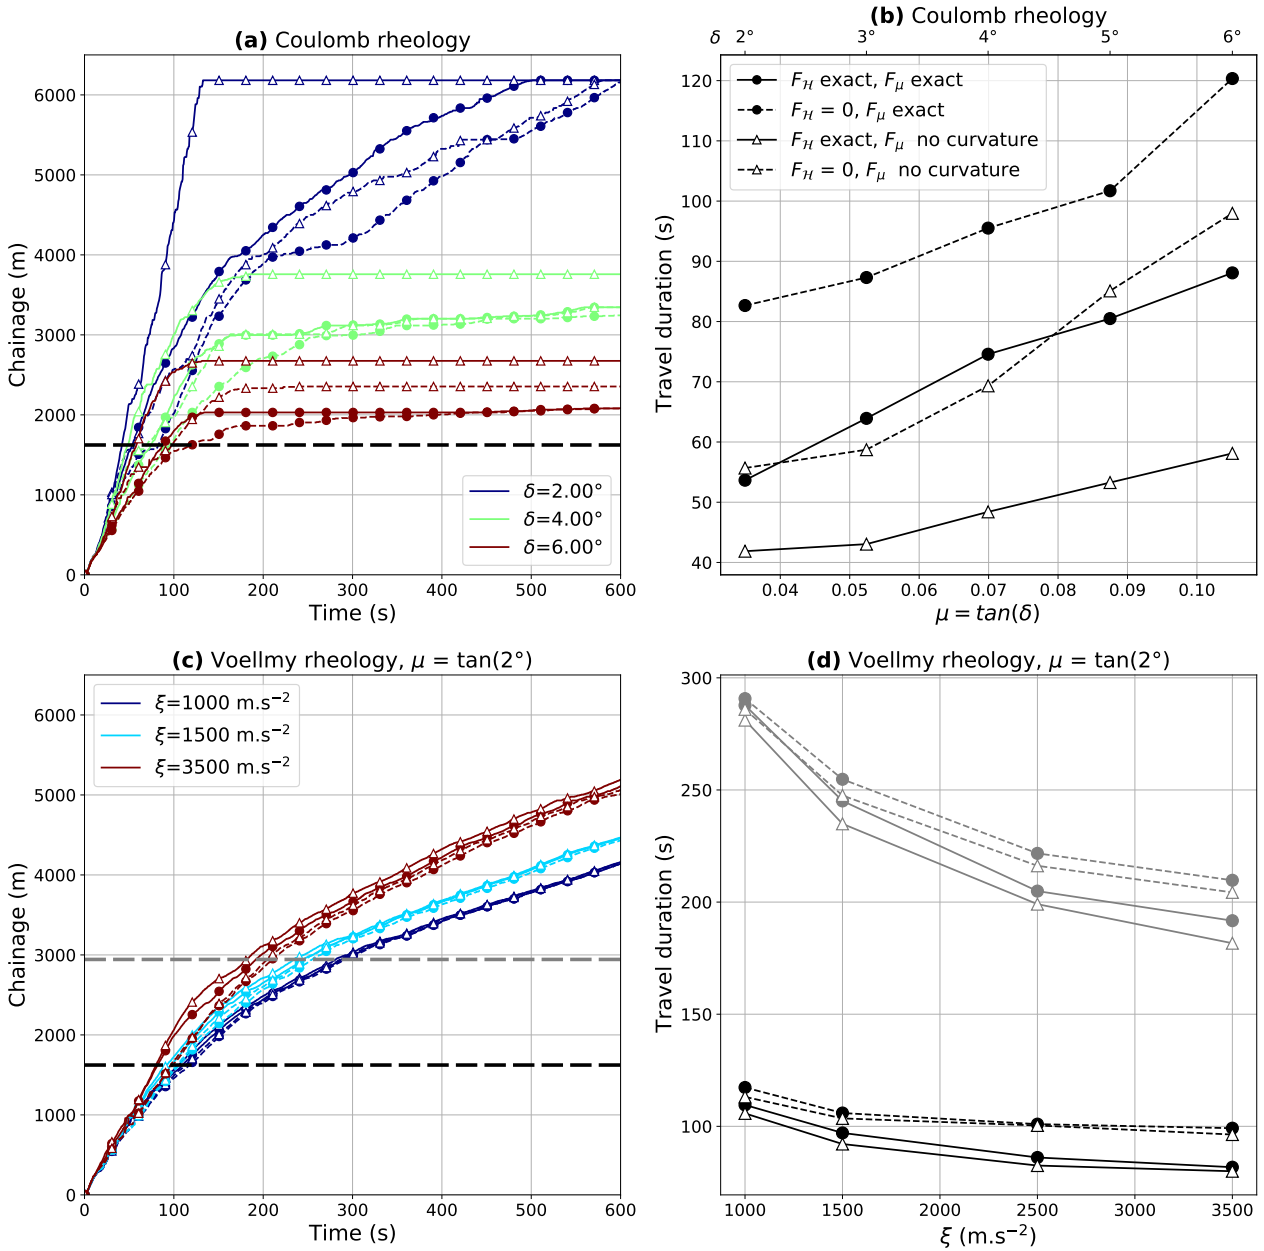 (a) Coulomb rheology
Chainage (m)
6000
5000
4000
3000
2000
1000
0
0 100 200 300 400 500 600
Time (s)
δ=2.00°
δ=4.00°
δ=6.00°
(b) Coulomb rheology
δ 2° 3° 4° 5° 6°
Travel duration (s)
120
110
100
90
80
70
60
50
40
0.04 0.05 0.06 0.07 0.08 0.09 0.10
μ = tan(δ)
F_ℋ exact, F_μ exact
F_ℋ = 0, F_μ exact
F_ℋ exact, F_μ no curvature
F_ℋ = 0, F_μ no curvature
(c) Voellmy rheology, μ = tan(2°)
Chainage (m)
6000
5000
4000
3000
2000
1000
0
0 100 200 300 400 500 600
Time (s)
ξ=1000 m.s⁻²
ξ=1500 m.s⁻²
ξ=3500 m.s⁻²
(d) Voellmy rheology, μ = tan(2°)
Travel duration (s)
300
250
200
150
100
1000 1500 2000 2500 3000 3500
ξ (m.s⁻²)